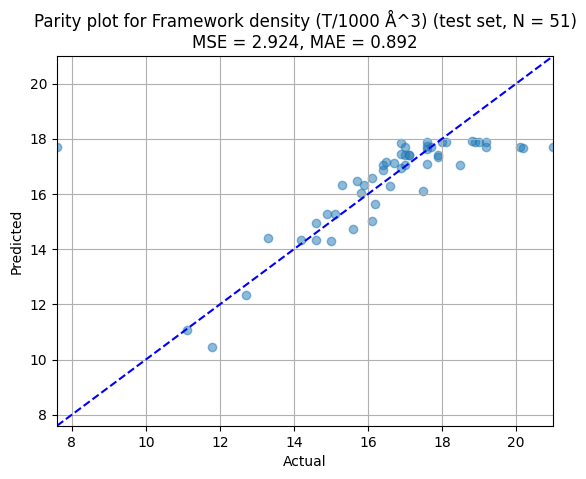 Parity plot for Framework density (T/1000 Å^3) (test set, N = 51)
MSE = 2.924, MAE = 0.892
20
18
16
14
12
10
8
Predicted
8 10 12 14 16 18 20
Actual